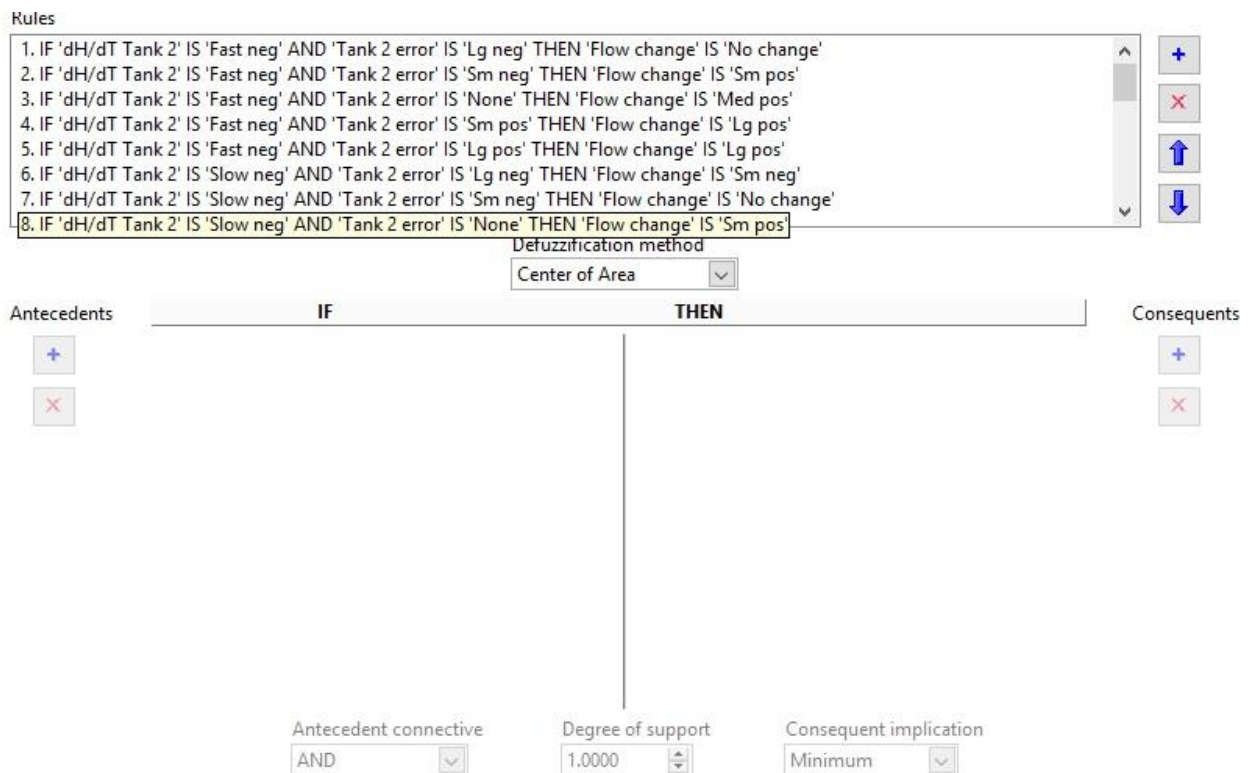 Rules
1. IF 'dH/dT Tank 2' IS 'Fast neg' AND 'Tank 2 error' IS 'Lg neg' THEN 'Flow change' IS 'No change'
2. IF 'dH/dT Tank 2' IS 'Fast neg' AND 'Tank 2 error' IS 'Sm neg' THEN 'Flow change' IS 'Sm pos'
3. IF 'dH/dT Tank 2' IS 'Fast neg' AND 'Tank 2 error' IS 'None' THEN 'Flow change' IS 'Med pos'
4. IF 'dH/dT Tank 2' IS 'Fast neg' AND 'Tank 2 error' IS 'Sm pos' THEN 'Flow change' IS 'Lg pos'
5. IF 'dH/dT Tank 2' IS 'Fast neg' AND 'Tank 2 error' IS 'Lg pos' THEN 'Flow change' IS 'Lg pos'
6. IF 'dH/dT Tank 2' IS 'Slow neg' AND 'Tank 2 error' IS 'Lg neg' THEN 'Flow change' IS 'Sm neg'
7. IF 'dH/dT Tank 2' IS 'Slow neg' AND 'Tank 2 error' IS 'Sm neg' THEN 'Flow change' IS 'No change'
8. IF 'dH/dT Tank 2' IS 'Slow neg' AND 'Tank 2 error' IS 'None' THEN 'Flow change' IS 'Sm pos'
Defuzzification method
Center of Area
Antecedents IF THEN Consequents
Antecedent connective Degree of support Consequent implication
AND 1.0000 Minimum